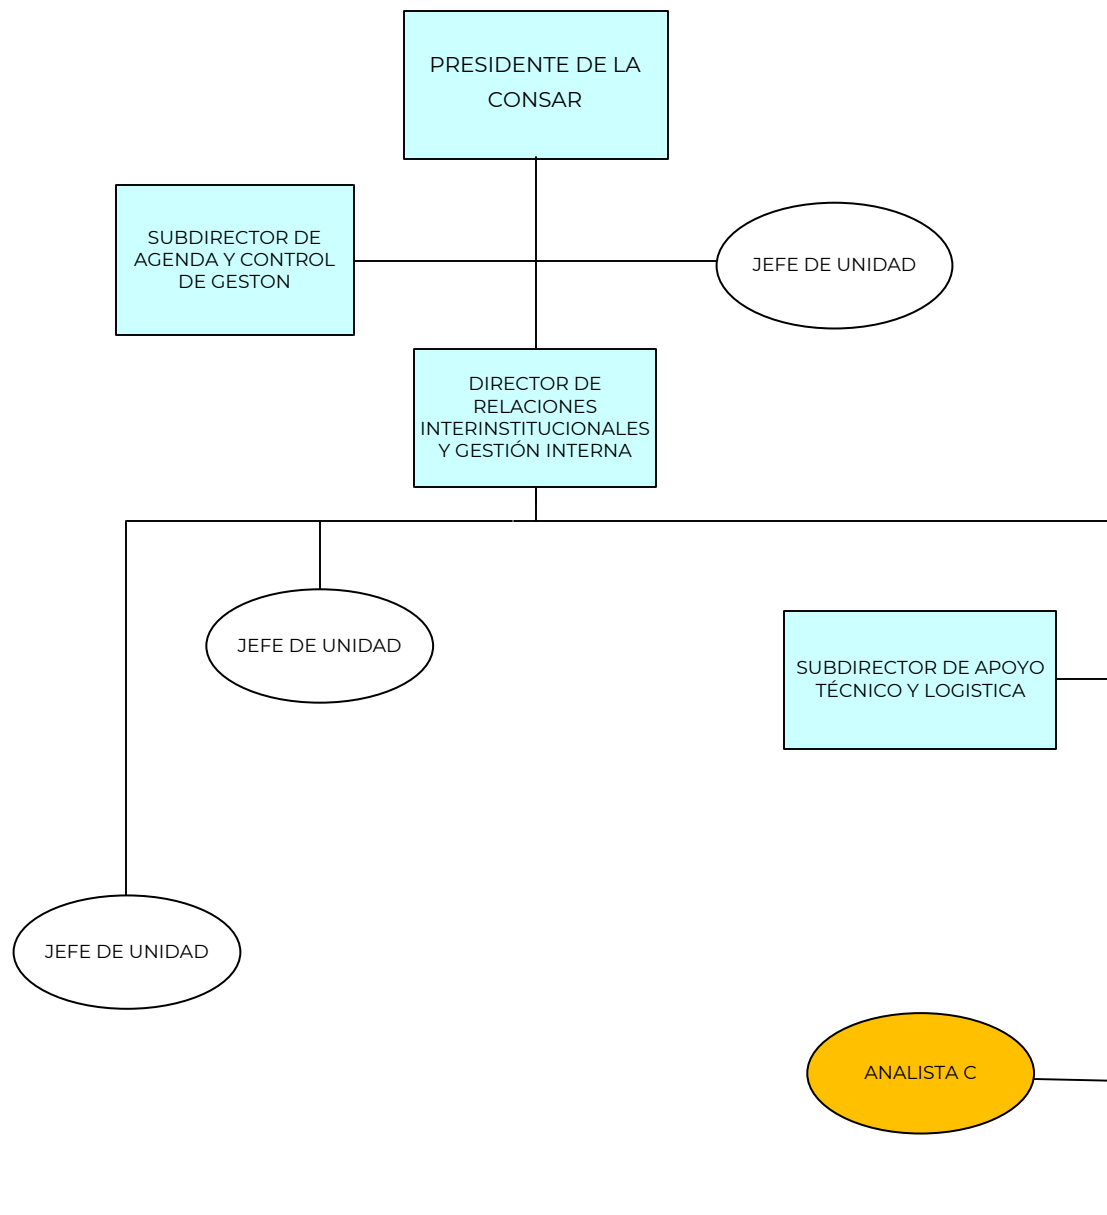 PRESIDENTE DE LA
CONSAR
SUBDIRECTOR DE
AGENDA Y CONTROL
DE GESTON
JEFE DE UNIDAD
DIRECTOR DE
RELACIONES
INTERINSTITUCIONALES
Y GESTIÓN INTERNA
JEFE DE UNIDAD
SUBDIRECTOR DE APOYO
TÉCNICO Y LOGISTICA
JEFE DE UNIDAD
ANALISTA C